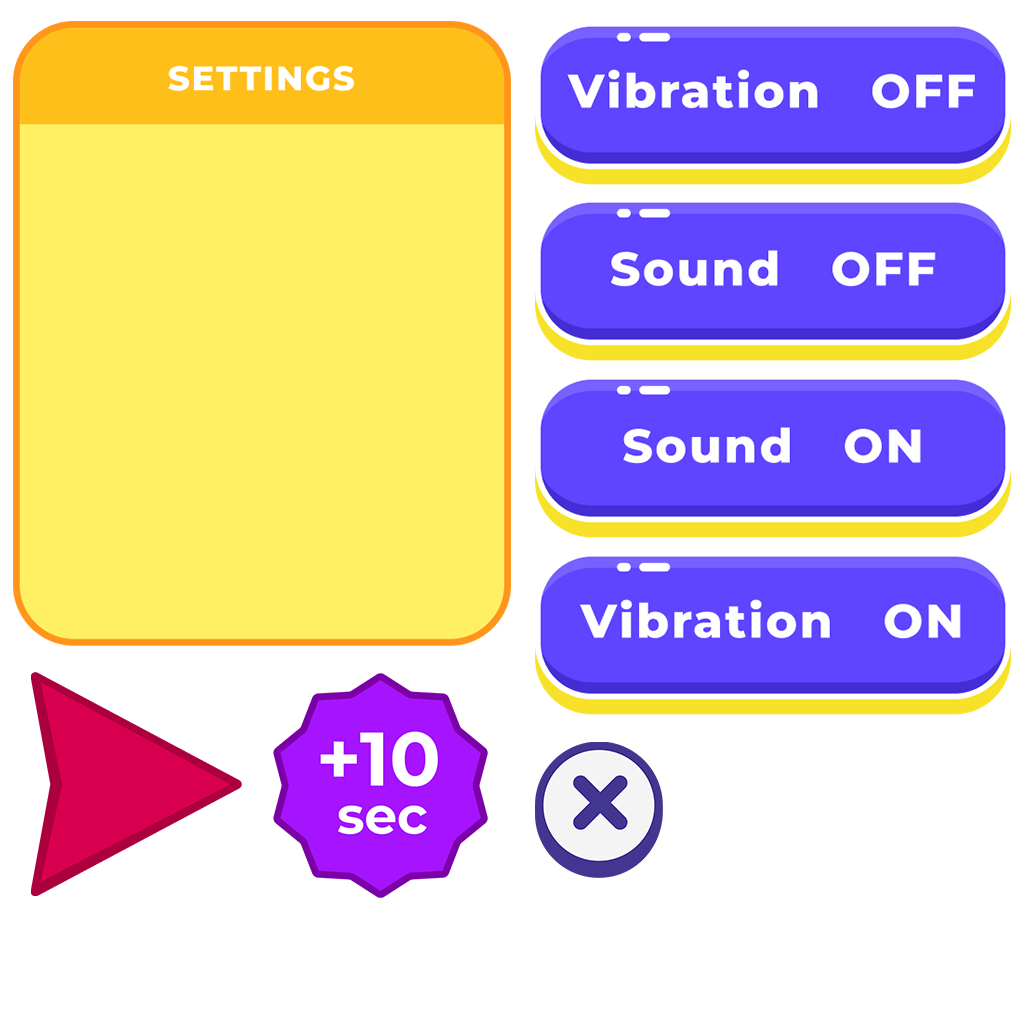 SETTINGS
Vibration OFF
Sound OFF
Sound ON
Vibration ON
+10
sec